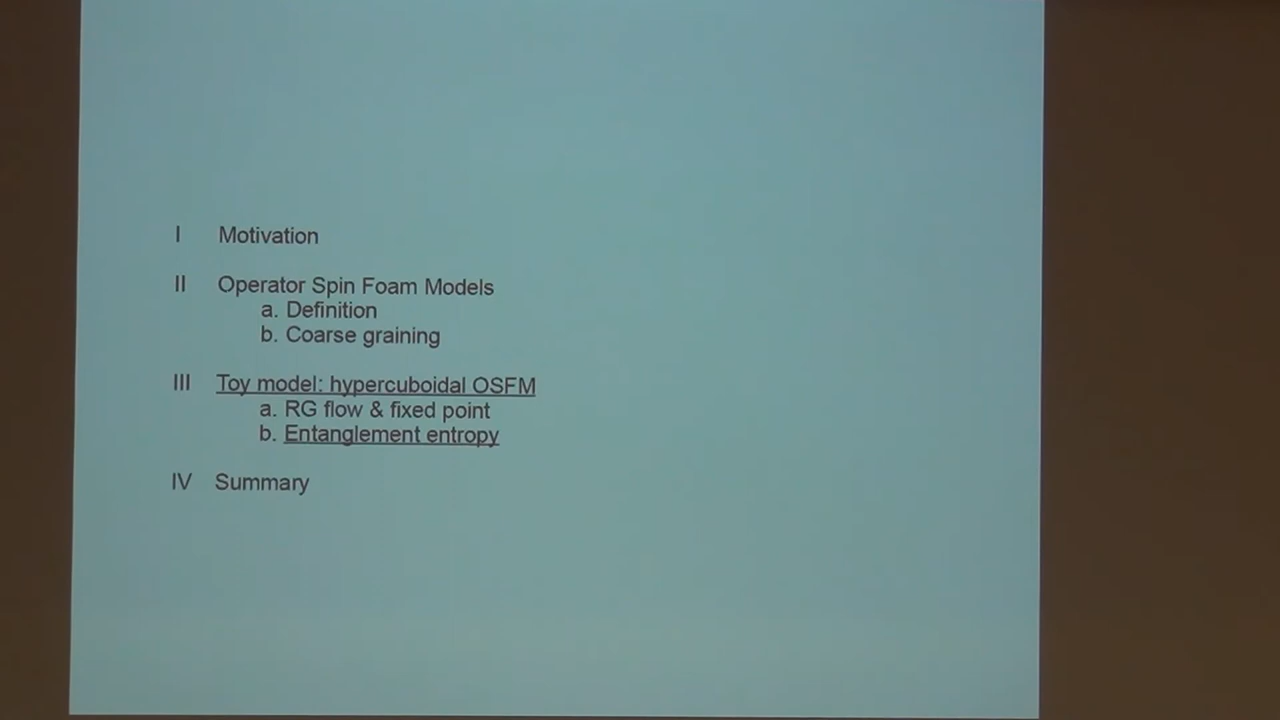 I Motivation
II Operator Spin Foam Models
a. Definition
b. Coarse graining
III Toy model: hypercuboidal OSFM
a. RG flow & fixed point
b. Entanglement entropy
IV Summary